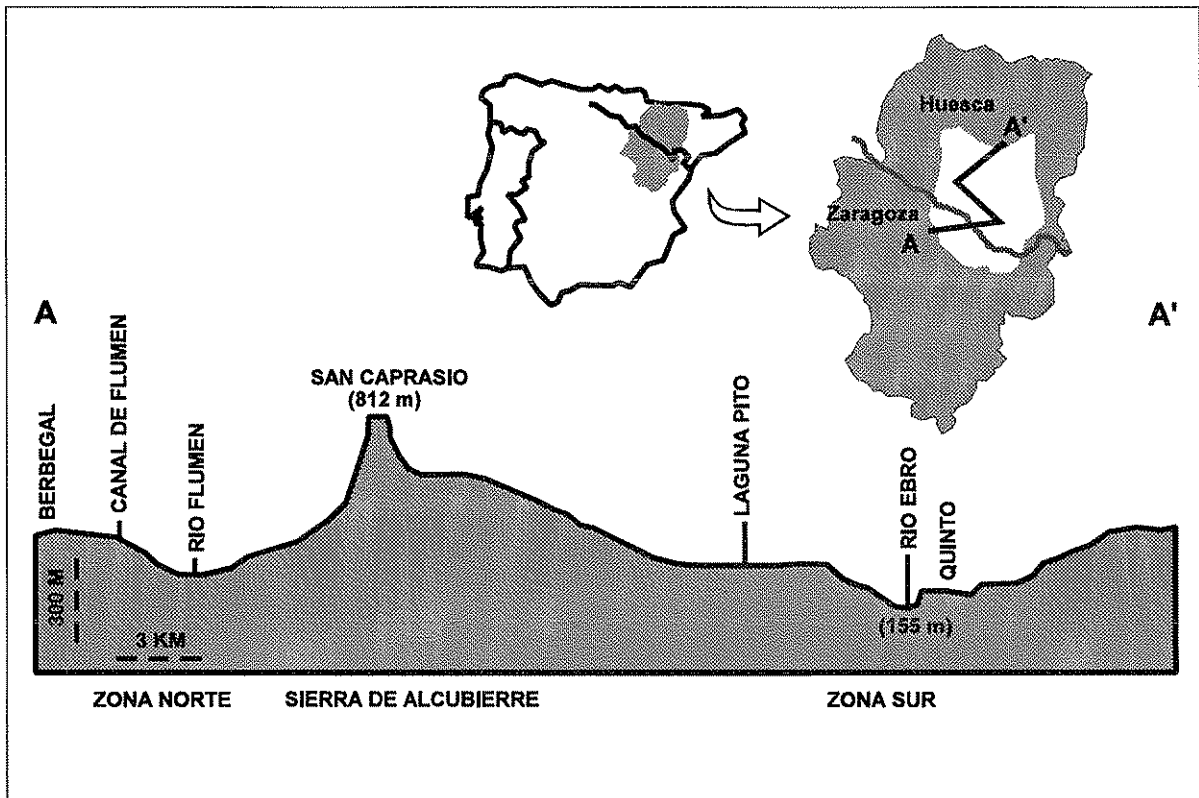 Huesca
A'
Zaragoza
A
A
A'
BERBEGAL
CANAL DE FLUMEN
RIO FLUMEN
SAN CAPRASIO
(812 m)
LAGUNA PITO
RIO EBRO
QUINTO
(155 m)
300 M
3 KM
ZONA NORTE
SIERRA DE ALCUBIERRE
ZONA SUR